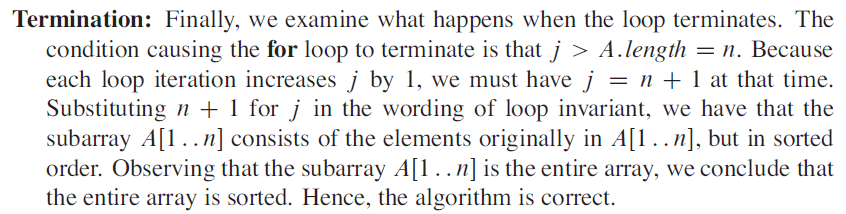 Termination: Finally, we examine what happens when the loop terminates. The
condition causing the for loop to terminate is that j > A.length = n. Because
each loop iteration increases j by 1, we must have j = n + 1 at that time.
Substituting n + 1 for j in the wording of loop invariant, we have that the
subarray A[1..n] consists of the elements originally in A[1..n], but in sorted
order. Observing that the subarray A[1..n] is the entire array, we conclude that
the entire array is sorted. Hence, the algorithm is correct.